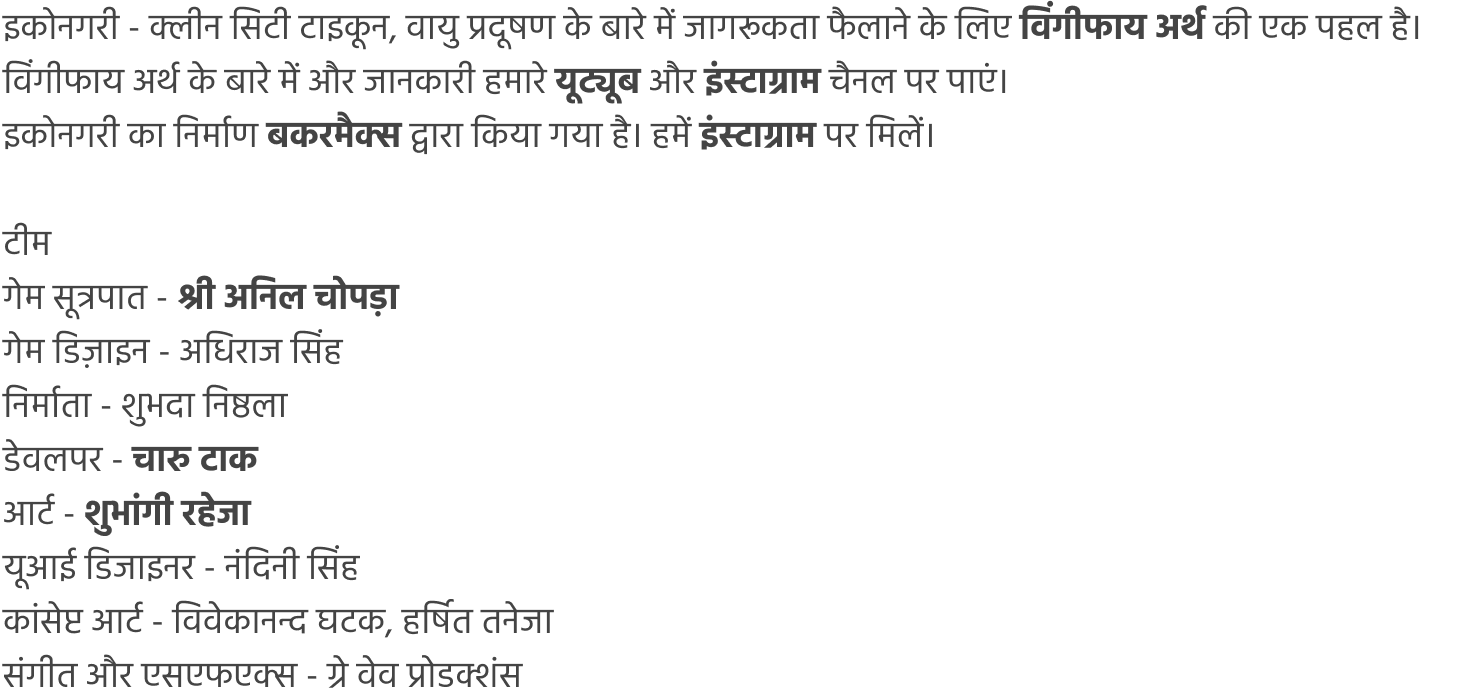 इकोनगरी - क्लीन सिटी टाइकून, वायु प्रदूषण के बारे में जागरूकता फैलाने के लिए विंगीफाय अर्थ की एक पहल है।
विंगीफाय अर्थ के बारे में और जानकारी हमारे यूट्यूब और इंस्टाग्राम चैनल पर पाएं।
इकोनगरी का निर्माण बकरमैक्स द्वारा किया गया है। हमें इंस्टाग्राम पर मिलें।
टीम
गेम सूत्रपात - श्री अनिल चोपड़ा
गेम डिज़ाइन - अधिराज सिंह
निर्माता - शुभदा निष्ठला
डेवलपर - चारु टाक
आर्ट - शुभांगी रहेजा
यूआई डिजाइनर - नंदिनी सिंह
कांसेप्ट आर्ट - विवेकानन्द घटक, हर्षित तनेजा
संगीत और एसएफएक्स - ग्रे वेव प्रोडक्शंस